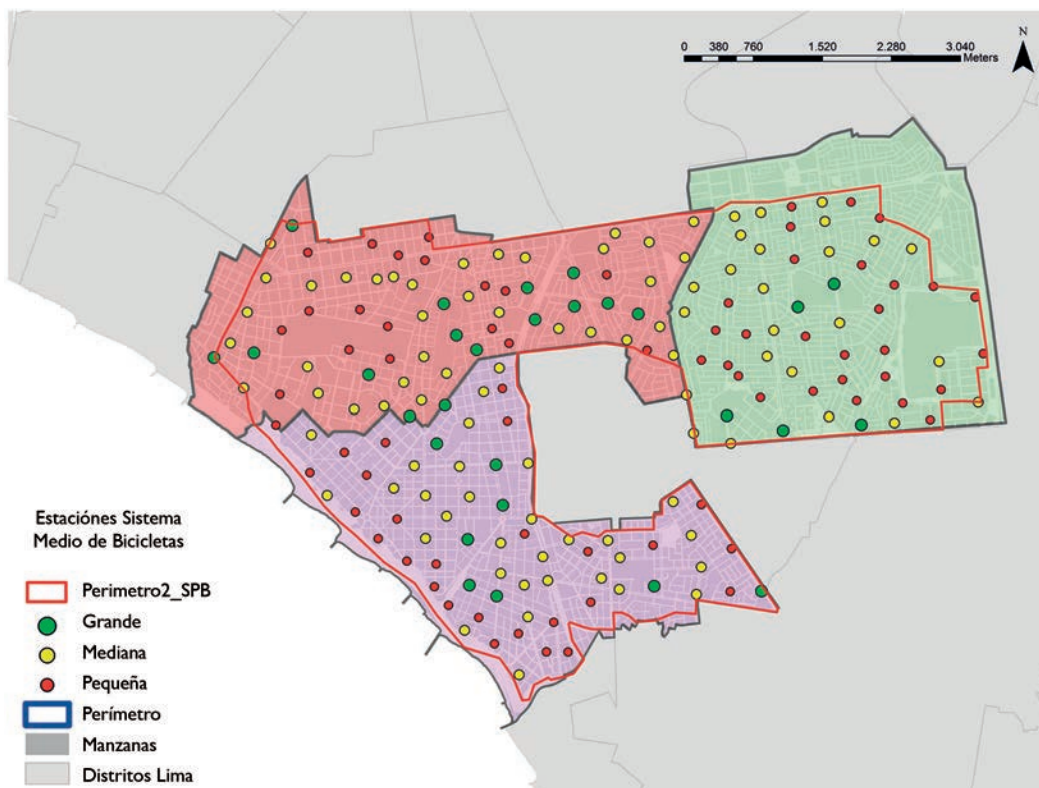 N
0 380 760 1.520 2.280 3.040
Meters
Estaciónes Sistema
Medio de Bicicletas
Perimetro2_SPB
Grande
Mediana
Pequeña
Perímetro
Manzanas
Distritos Lima